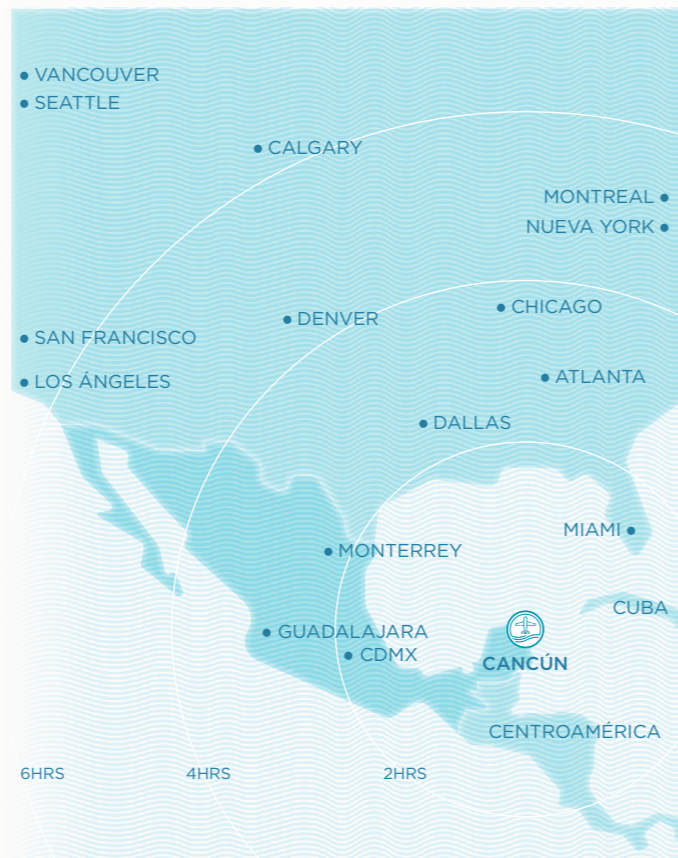 VANCOUVER
SEATTLE
CALGARY
MONTREAL
NUEVA YORK
CHICAGO
DENVER
SAN FRANCISCO
LOS ÁNGELES
ATLANTA
DALLAS
MIAMI
MONTERREY
CUBA
GUADALAJARA
CDMX
CANCÚN
CENTROAMÉRICA
6HRS
4HRS
2HRS